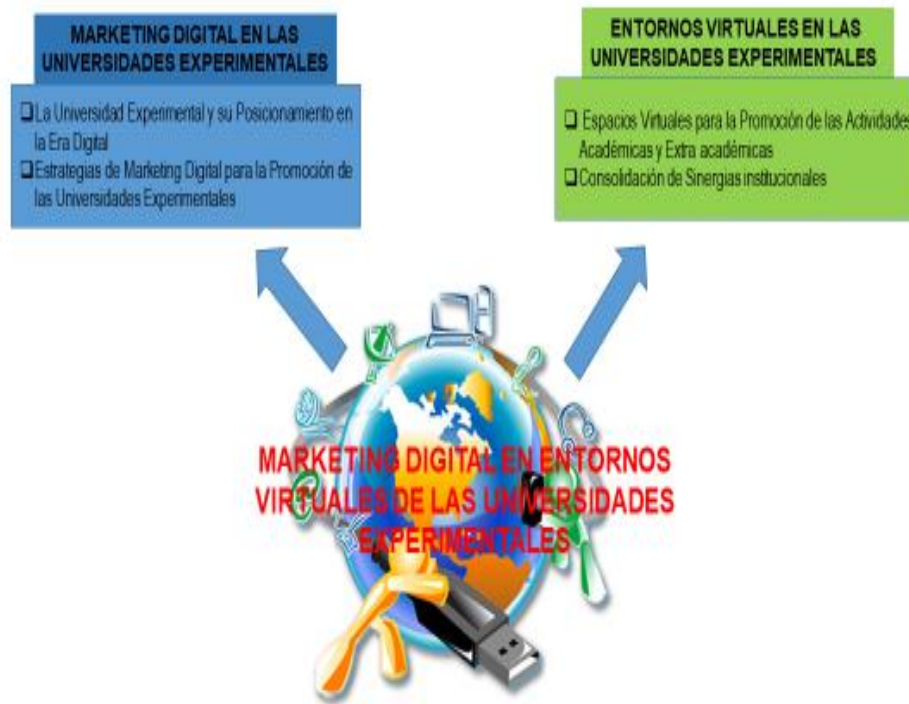 MARKETING DIGITAL EN LAS
UNIVERSIDADES EXPERIMENTALES
La Universidad Experimental y su Posicionamiento en
la Era Digital
Estrategias de Marketing Digital para la Promoción de
las Universidades Experimentales
ENTORNOS VIRTUALES EN LAS
UNIVERSIDADES EXPERIMENTALES
Espacios Virtuales para la Promoción de las Actividades
Académicas y Extra académicas
Consolidación de Sinergias institucionales
MARKETING DIGITAL EN ENTORNOS
VIRTUALES DE LAS UNIVERSIDADES
EXPERIMENTALES